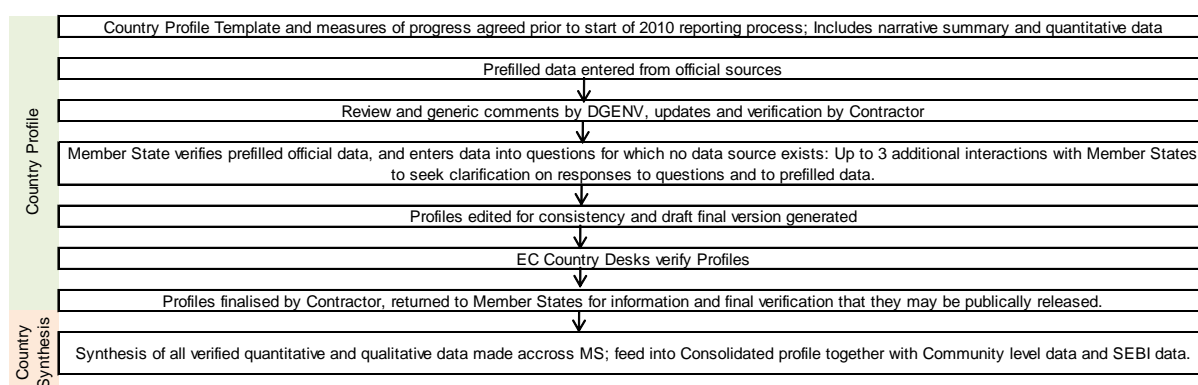 Country Profile Template and measures of progress agreed prior to start of 2010 reporting process; Includes narrative summary and quantitative data
Prefilled data entered from official sources
Review and generic comments by DGENV, updates and verification by Contractor
Member State verifies prefilled official data, and enters data into questions for which no data source exists: Up to 3 additional interactions with Member States
to seek clarification on responses to questions and to prefilled data.
Profiles edited for consistency and draft final version generated
EC Country Desks verify Profiles
Profiles finalised by Contractor, returned to Member States for information and final verification that they may be publically released.
Synthesis of all verified quantitative and qualitative data made accross MS; feed into Consolidated profile together with Community level data and SEBI data.
Country Profile
Country
Synthesis